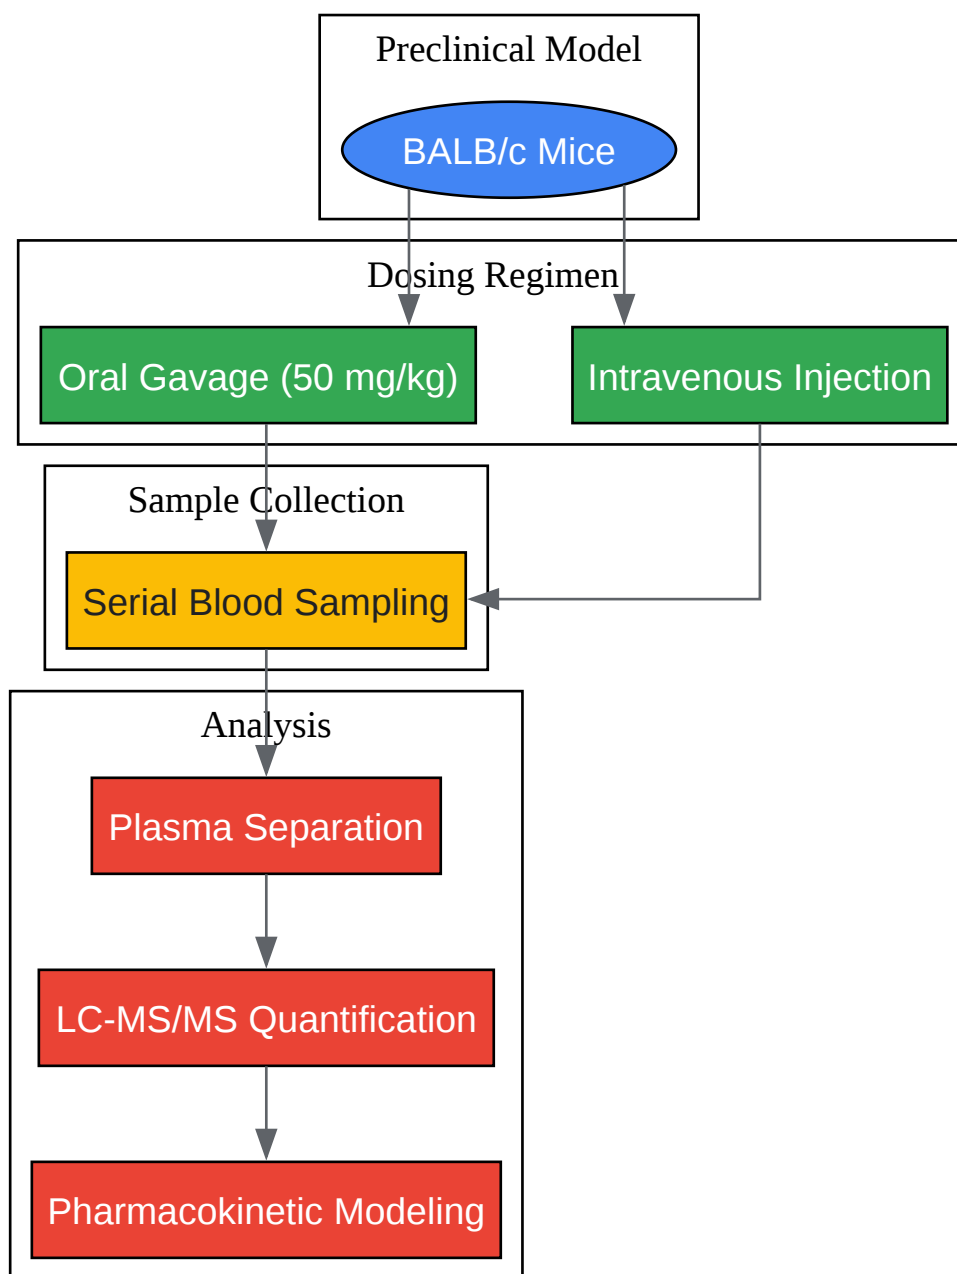 Preclinical Model
BALB/c Mice
Dosing Regimen
Oral Gavage (50 mg/kg)
Intravenous Injection
Sample Collection
Serial Blood Sampling
Analysis
Plasma Separation
LC-MS/MS Quantification
Pharmacokinetic Modeling